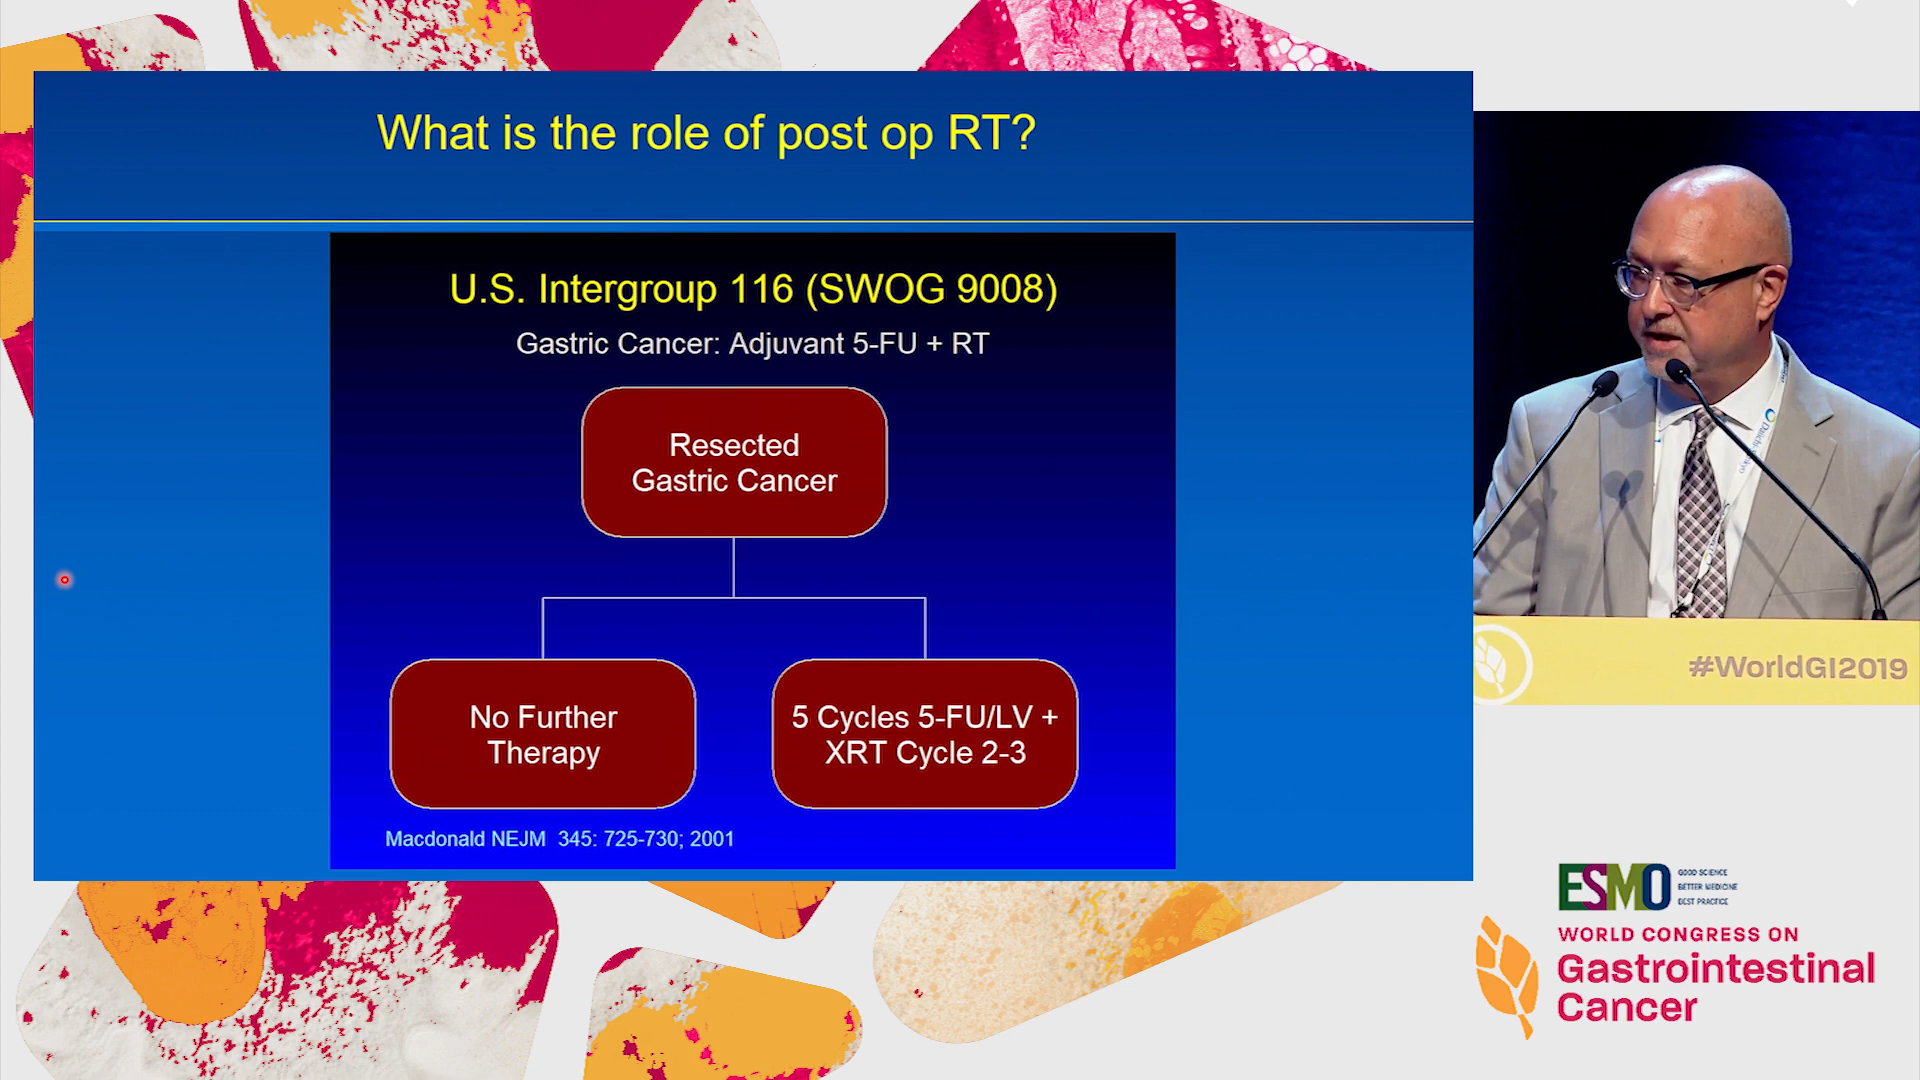 What is the role of post op RT?
U.S. Intergroup 116 (SWOG 9008)
Gastric Cancer: Adjuvant 5-FU + RT
Resected
Gastric Cancer
No Further
Therapy
5 Cycles 5-FU/LV +
XRT Cycle 2-3
Macdonald NEJM 345: 725-730; 2001
#WorldGI2019
ESMO
GOOD SCIENCE
BETTER MEDICINE
BEST PRACTICE
WORLD CONGRESS ON
Gastrointestinal
Cancer